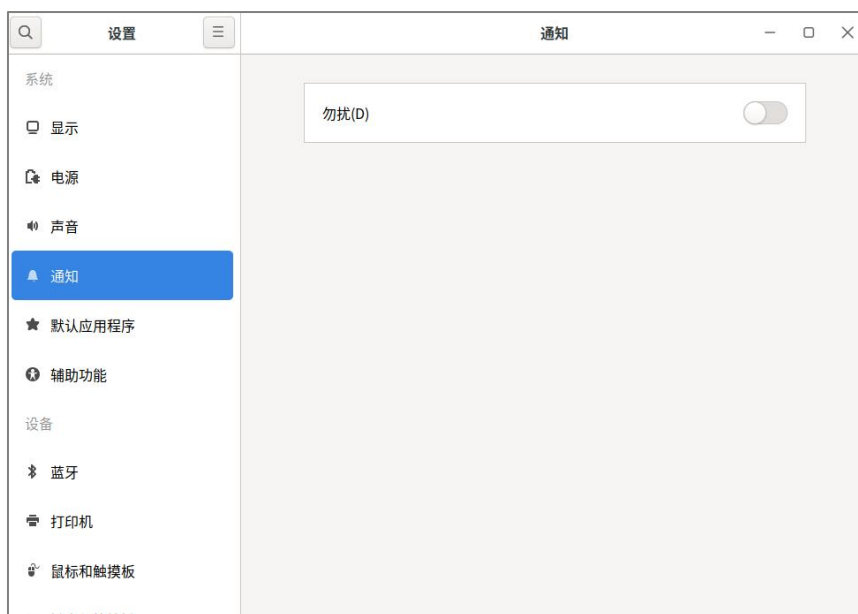 设置
通知
系统
显示
电源
声音
通知
默认应用程序
辅助功能
设备
蓝牙
打印机
鼠标和触摸板
勿扰(D)